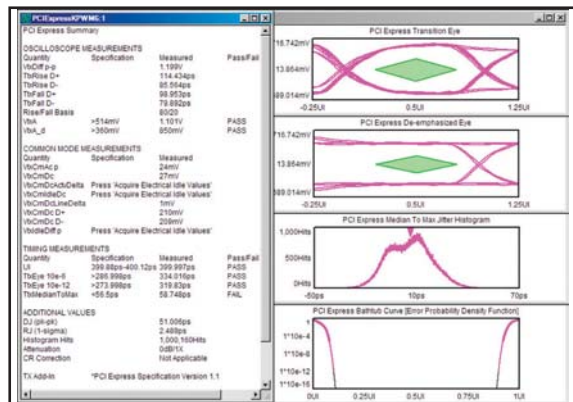 PCIExpressKPWM6:1
PCI Express Summary
OSCILLOSCOPE MEASUREMENTS
Quantity Specification Measured Pass/Fail
VbDiff p-p 1.199V
TbRise D+ 114.434ps
TbRise D- 85.564ps
TbFall D+ 98.953ps
TbFall D- 79.892ps
Rise/Fall Basis 80/20
VbA >514mV 1.101V PASS
VbA_d >360mV 850mV PASS
COMMON MODE MEASUREMENTS
Quantity Specification Measured
VbCmAc p 24mV
VbCmDc 27mV
VbCmDcActvDelta Press 'Acquire Electrical Idle Values'
VbCmIdleDc Press 'Acquire Electrical Idle Values'
VbCmDcLineDelta 1mV
VbCmDc D+ 210mV
VbCmDc D- 209mV
VbIdleDiff p Press 'Acquire Electrical Idle Values'
TIMING MEASUREMENTS
Quantity Specification Measured Pass/Fail
UI 399.88ps-400.12ps 399.997ps PASS
TbEye 10e-6 >286.998ps 334.016ps PASS
TbEye 10e-12 >273.998ps 319.83ps PASS
TbMedianToMax <56.5ps 58.748ps FAIL
ADDITIONAL VALUES
DJ (pk-pk) 51.006ps
RJ (1-sigma) 2.488ps
Histogram Hits 1,000,160Hits
Attenuation 0dB/1X
CR Correction Not Applicable
TX Add-In *PCI Express Specification Version 1.1
PCI Express Transition Eye
716.742mV
13.864mV
689.014mV
-0.25UI 0.5UI 1.25UI
PCI Express De-emphasized Eye
716.742mV
13.864mV
689.014mV
-0.25UI 0.5UI 1.25UI
PCI Express Median To Max Jitter Histogram
1,000Hits
500Hits
0Hits
-50ps 10ps 70ps
PCI Express Bathtub Curve [Error Probability Density Function]
1
1*10e-4
1*10e-8
1*10e-12
1*10e-16
0UI 0.25UI 0.5UI 0.75UI 1UI